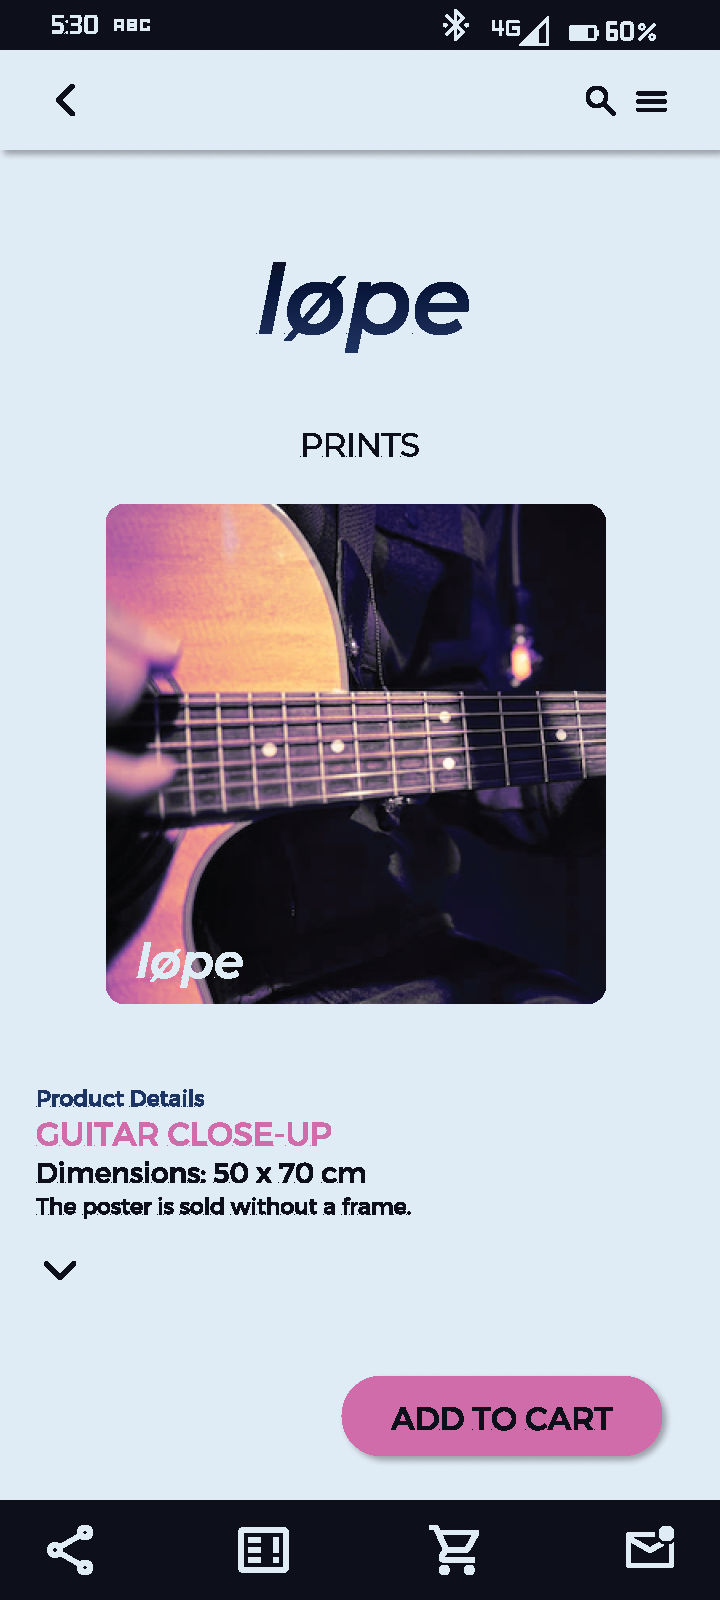 5:30 ABC 4G 60%
løpe
PRINTS
løpe
Product Details
GUITAR CLOSE-UP
Dimensions: 50 x 70 cm
The poster is sold without a frame.
ADD TO CART